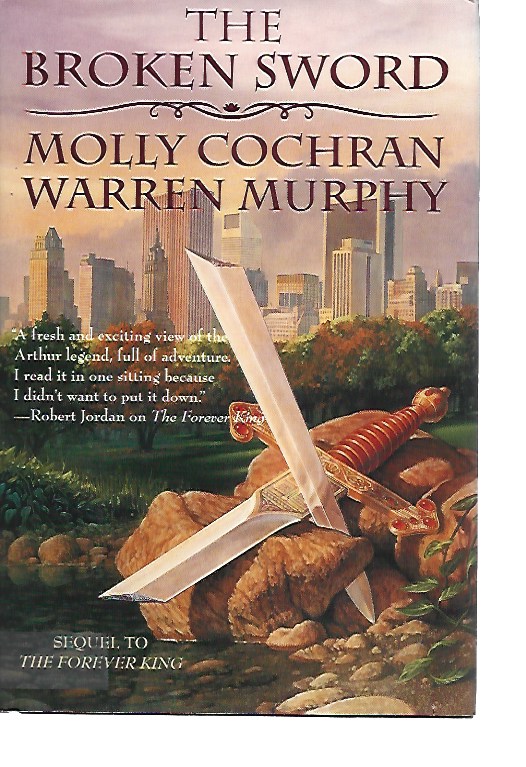 THE
BROKEN SWORD
MOLLY COCHRAN
WARREN MURPHY
"A fresh and exciting view of the
Arthur legend, full of adventure.
I read it in one sitting because
I didn't want to put it down."
—Robert Jordan on The Forever King
SEQUEL TO
THE FOREVER KING